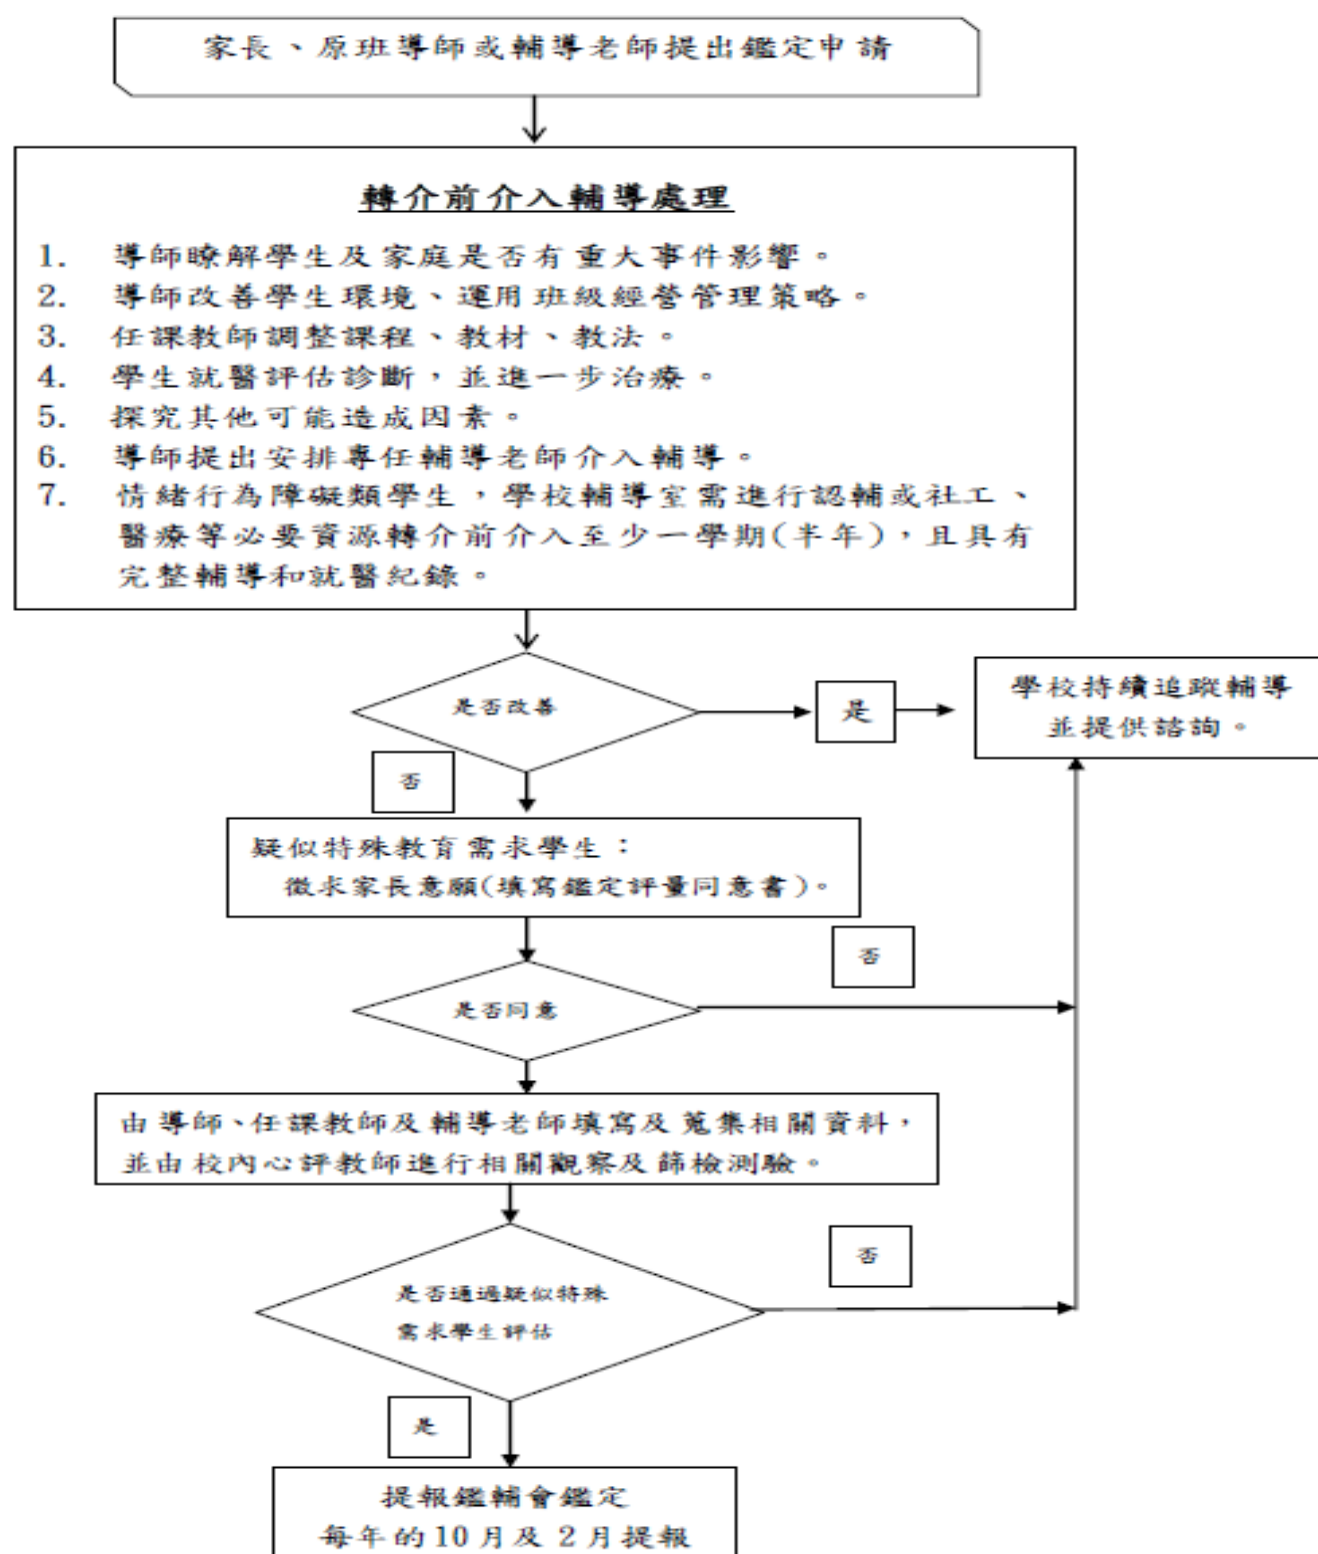 家長、原班導師或輔導老師提出鑑定申請
轉介前介入輔導處理
1. 導師瞭解學生及家庭是否有重大事件影響。
2. 導師改善學生環境、運用班級經營管理策略。
3. 任課教師調整課程、教材、教法。
4. 學生就醫評估診斷，並進一步治療。
5. 探究其他可能造成因素。
6. 導師提出安排專任輔導老師介入輔導。
7. 情緒行為障礙類學生，學校輔導室需進行認輔或社工、
醫療等必要資源轉介前介入至少一學期(半年)，且具有
完整輔導和就醫紀錄。
是否改善
是
學校持續追蹤輔導
並提供諮詢。
否
疑似特殊教育需求學生：
徵求家長意願(填寫鑑定評量同意書)。
否
是否同意
由導師、任課教師及輔導老師填寫及蒐集相關資料，
並由校內心評教師進行相關觀察及篩檢測驗。
否
是否通過疑似特殊
需求學生評估
是
提報鑑輔會鑑定
每年的10月及2月提報